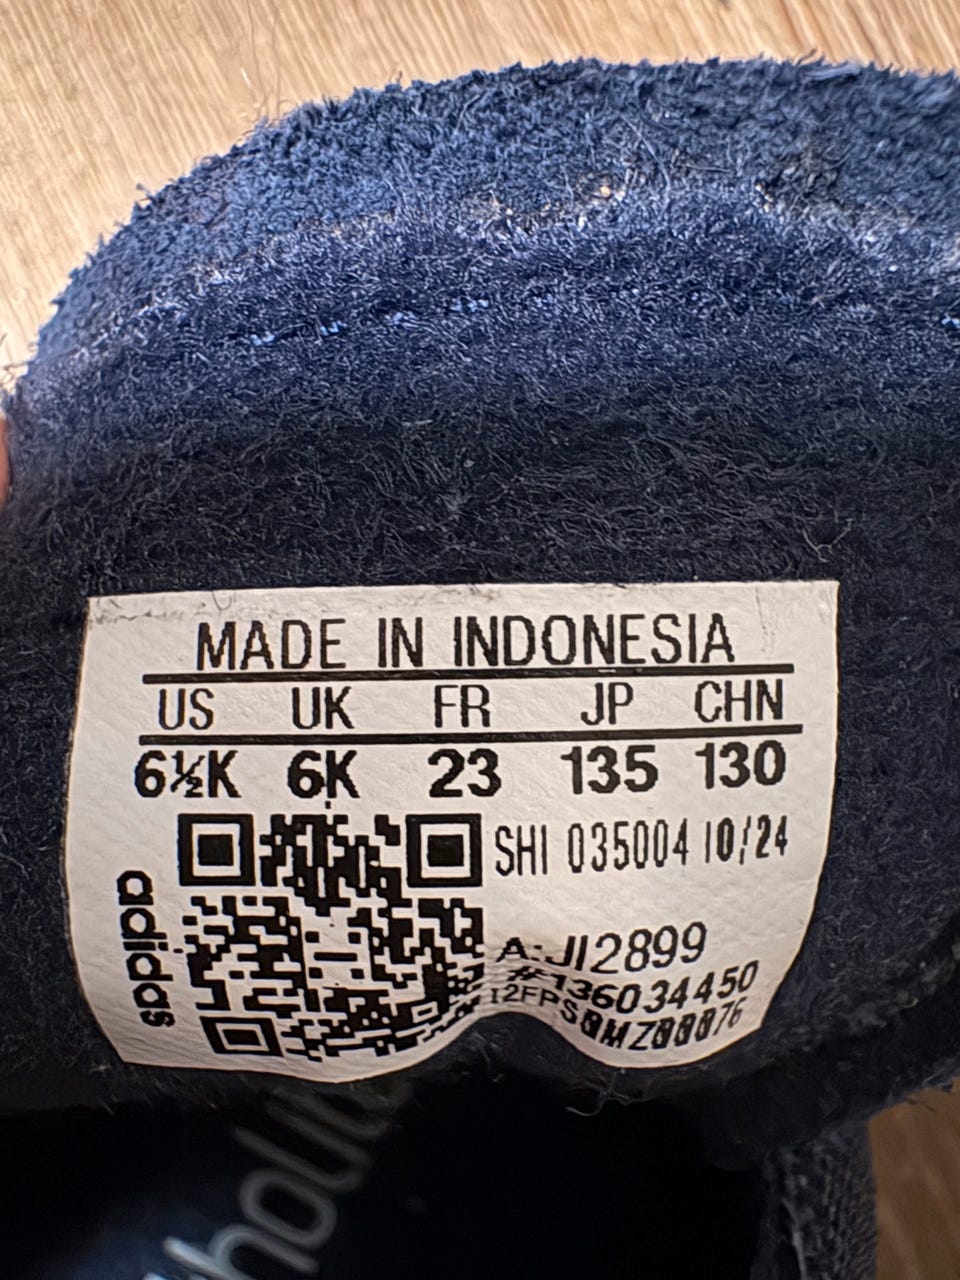 MADE IN INDONESIA
US UK FR JP CHN
6½K 6K 23 135 130
SHI 035004 10/24
adidas
A: JI2899
#136034450